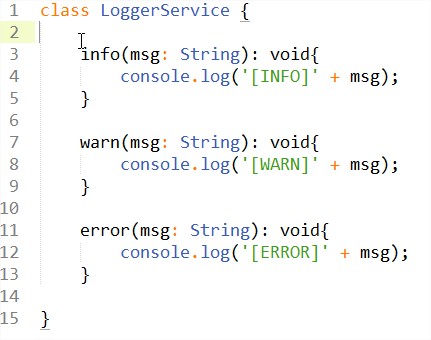 1 class LoggerService {
2
3     info(msg: String): void{
4         console.log('[INFO]' + msg);
5     }
6
7     warn(msg: String): void{
8         console.log('[WARN]' + msg);
9     }
10
11     error(msg: String): void{
12         console.log('[ERROR]' + msg);
13     }
14
15 }